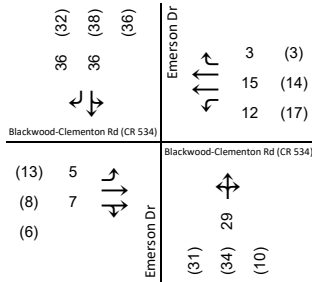 (32) (38) (36)
36 36
Emerson Dr
3 (3)
15 (14)
12 (17)
Blackwood-Clementon Rd (CR 534)
Blackwood-Clementon Rd (CR 534)
(13) 5
(8) 7
(6)
Emerson Dr
29
(31) (34) (10)